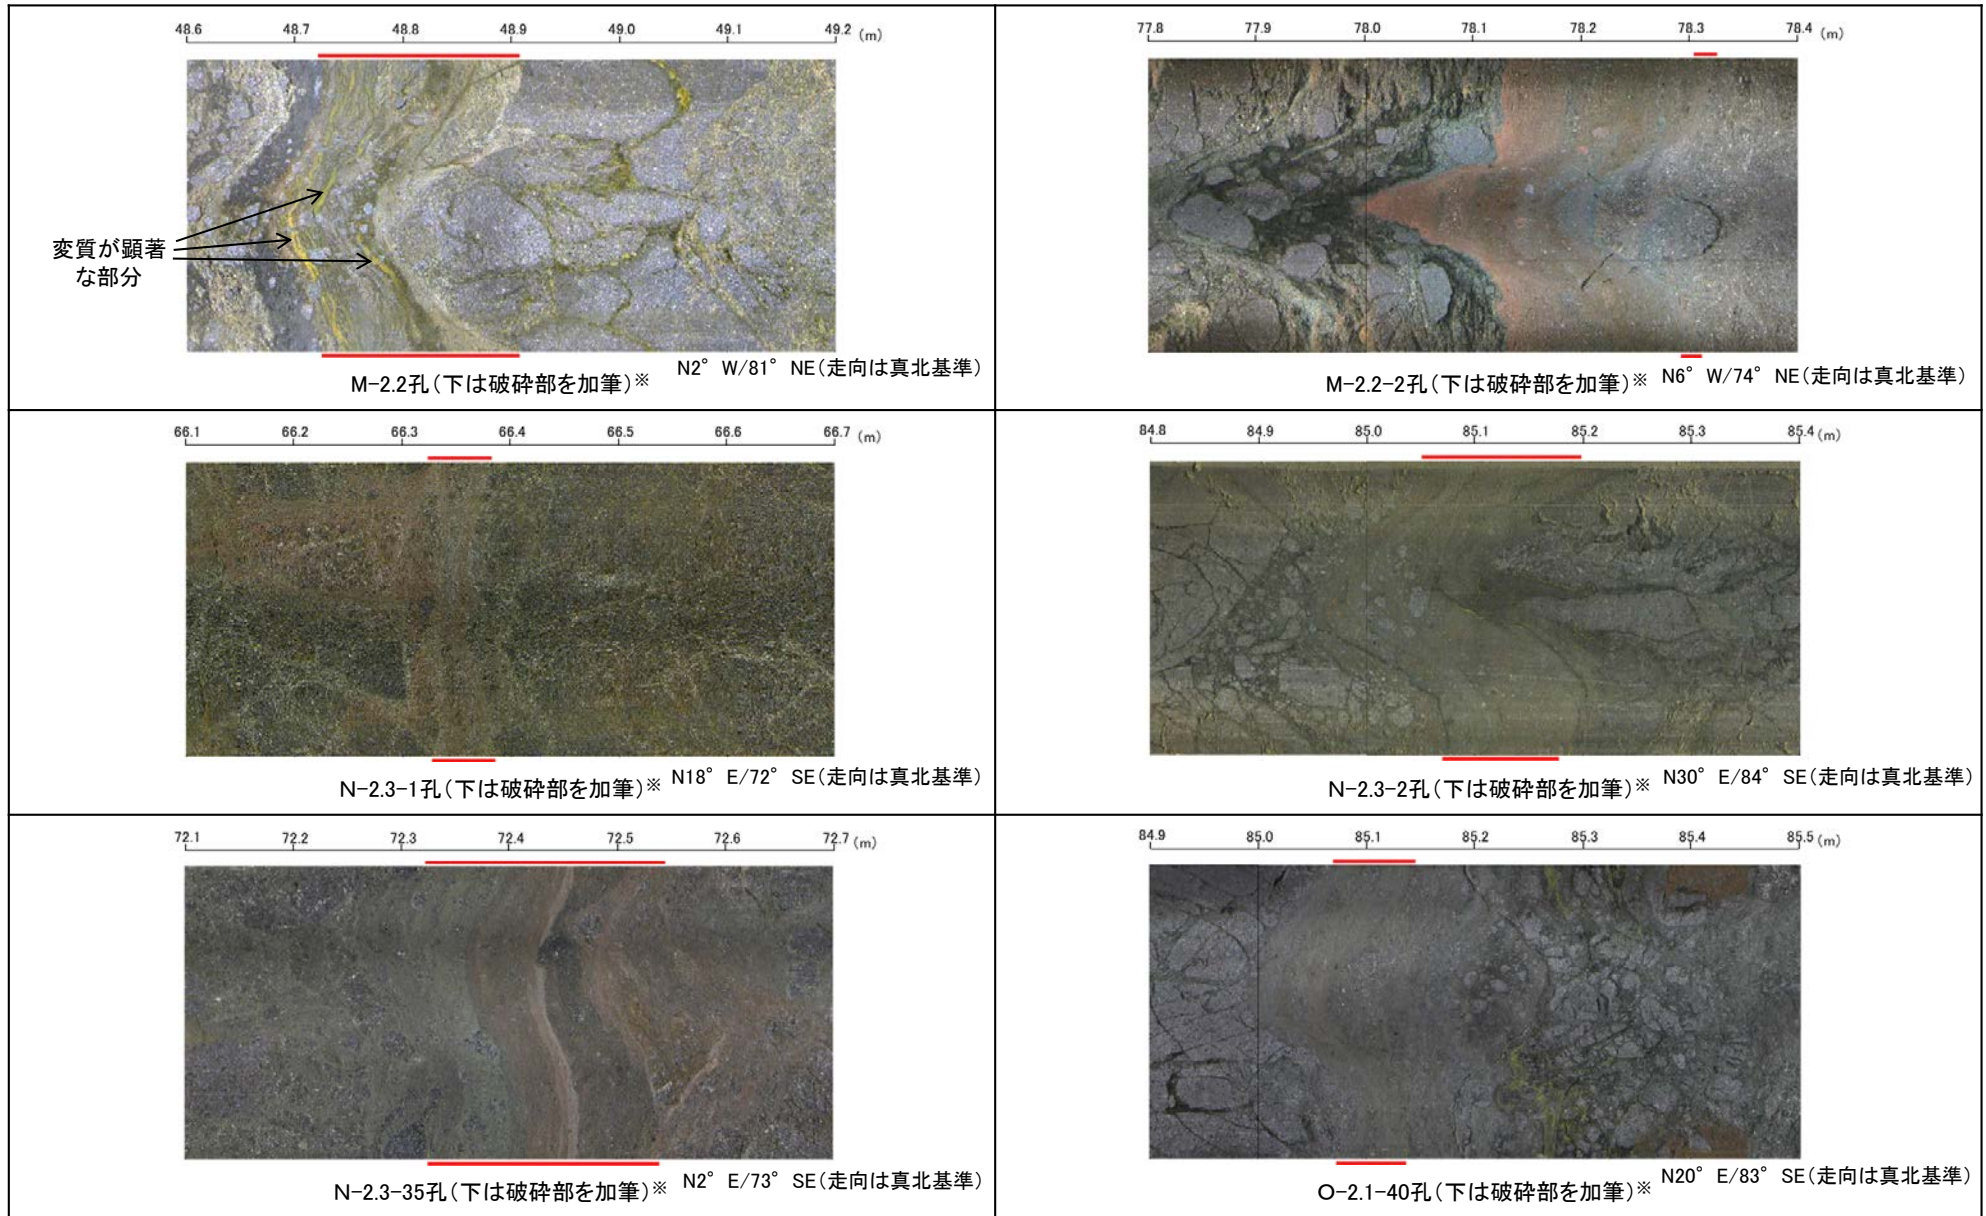 48.6 48.7 48.8 48.9 49.0 49.1 49.2 (m)
変質が顕著
な部分
N2° W/81° NE(走向は真北基準)
M-2.2孔(下は破砕部を加筆)※
77.8 77.9 78.0 78.1 78.2 78.3 78.4 (m)
M-2.2-2孔(下は破砕部を加筆)※ N6° W/74° NE(走向は真北基準)
66.1 66.2 66.3 66.4 66.5 66.6 66.7 (m)
N-2.3-1孔(下は破砕部を加筆)※ N18° E/72° SE(走向は真北基準)
84.8 84.9 85.0 85.1 85.2 85.3 85.4 (m)
N-2.3-2孔(下は破砕部を加筆)※ N30° E/84° SE(走向は真北基準)
72.1 72.2 72.3 72.4 72.5 72.6 72.7 (m)
N-2.3-35孔(下は破砕部を加筆)※ N2° E/73° SE(走向は真北基準)
84.9 85.0 85.1 85.2 85.3 85.4 85.5 (m)
O-2.1-40孔(下は破砕部を加筆)※ N20° E/83° SE(走向は真北基準)